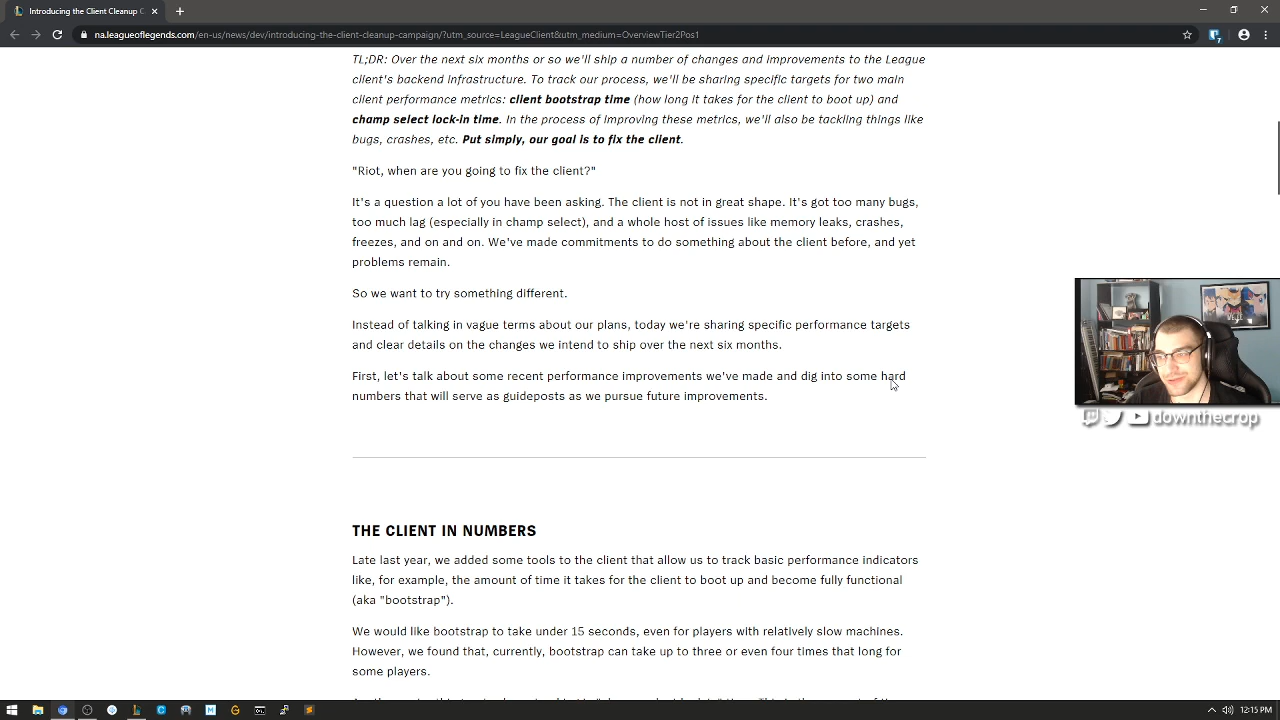 Introducing the Client Cleanup C
na.leagueoflegends.com/en-us/news/dev/introducing-the-client-cleanup-campaign/?utm_source=LeagueClient&utm_medium=OverviewTier2Pos1
TL;DR: Over the next six months or so we'll ship a number of changes and improvements to the League
client's backend infrastructure. To track our process, we'll be sharing specific targets for two main
client performance metrics: client bootstrap time (how long it takes for the client to boot up) and
champ select lock-in time. In the process of improving these metrics, we'll also be tackling things like
bugs, crashes, etc. Put simply, our goal is to fix the client.
"Riot, when are you going to fix the client?"
It's a question a lot of you have been asking. The client is not in great shape. It's got too many bugs,
too much lag (especially in champ select), and a whole host of issues like memory leaks, crashes,
freezes, and on and on. We've made commitments to do something about the client before, and yet
problems remain.
So we want to try something different.
Instead of talking in vague terms about our plans, today we're sharing specific performance targets
and clear details on the changes we intend to ship over the next six months.
First, let's talk about some recent performance improvements we've made and dig into some hard
numbers that will serve as guideposts as we pursue future improvements.
downthecrop
THE CLIENT IN NUMBERS
Late last year, we added some tools to the client that allow us to track basic performance indicators
like, for example, the amount of time it takes for the client to boot up and become fully functional
(aka "bootstrap").
We would like bootstrap to take under 15 seconds, even for players with relatively slow machines.
However, we found that, currently, bootstrap can take up to three or even four times that long for
some players.
12:15 PM